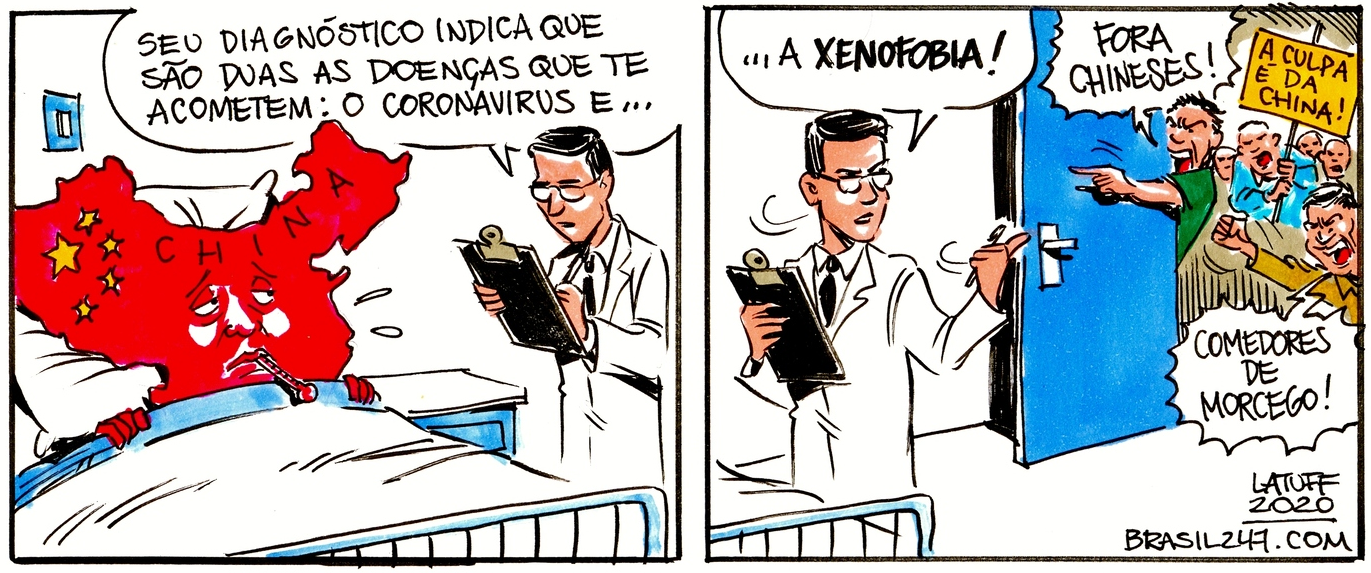 SEU DIAGNÓSTICO INDICA QUE
SÃO DUAS AS DOENÇAS QUE TE
ACOMETEM: O CORONAVIRUS E ...
CHINA
... A XENOFOBIA!
FORA
CHINESES!
A CULPA
É DA
CHINA!
COMEDORES
DE
MORCEGO!
LATUFF
2020
BRASIL247.COM